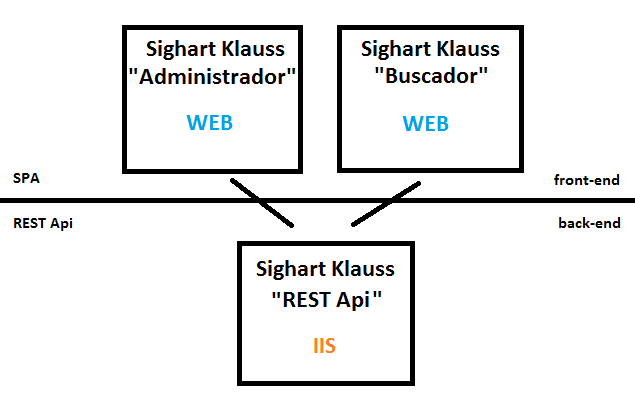 Sighart Klauss
"Administrador"
WEB
Sighart Klauss
"Buscador"
WEB
SPA
front-end
REST Api
back-end
Sighart Klauss
"REST Api"
IIS